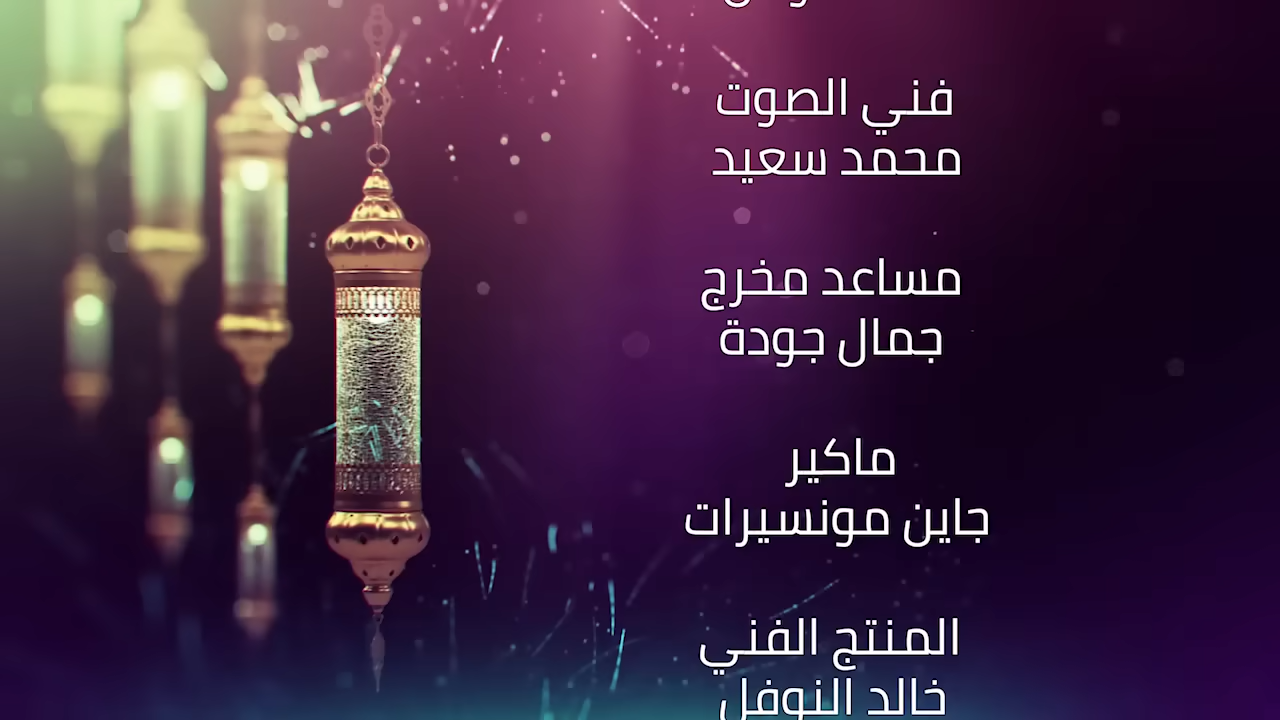 فني الصوت
محمد سعيد
مساعد مخرج
جمال جودة
ماكير
جاين مونسيرات
المنتج الفني
خالد النوفل